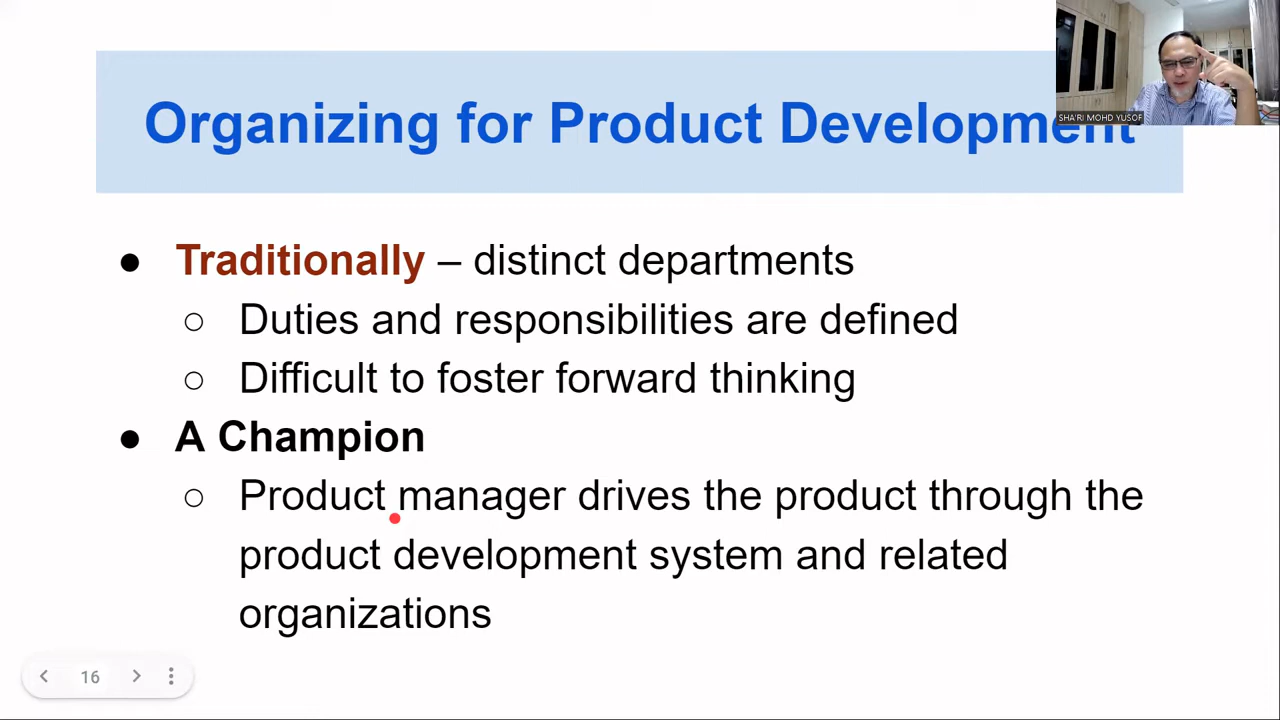 Organizing for Product Development
SHA'RI MOHD YUSOF
● Traditionally – distinct departments
○ Duties and responsibilities are defined
○ Difficult to foster forward thinking
● A Champion
○ Product manager drives the product through the
product development system and related
organizations
16